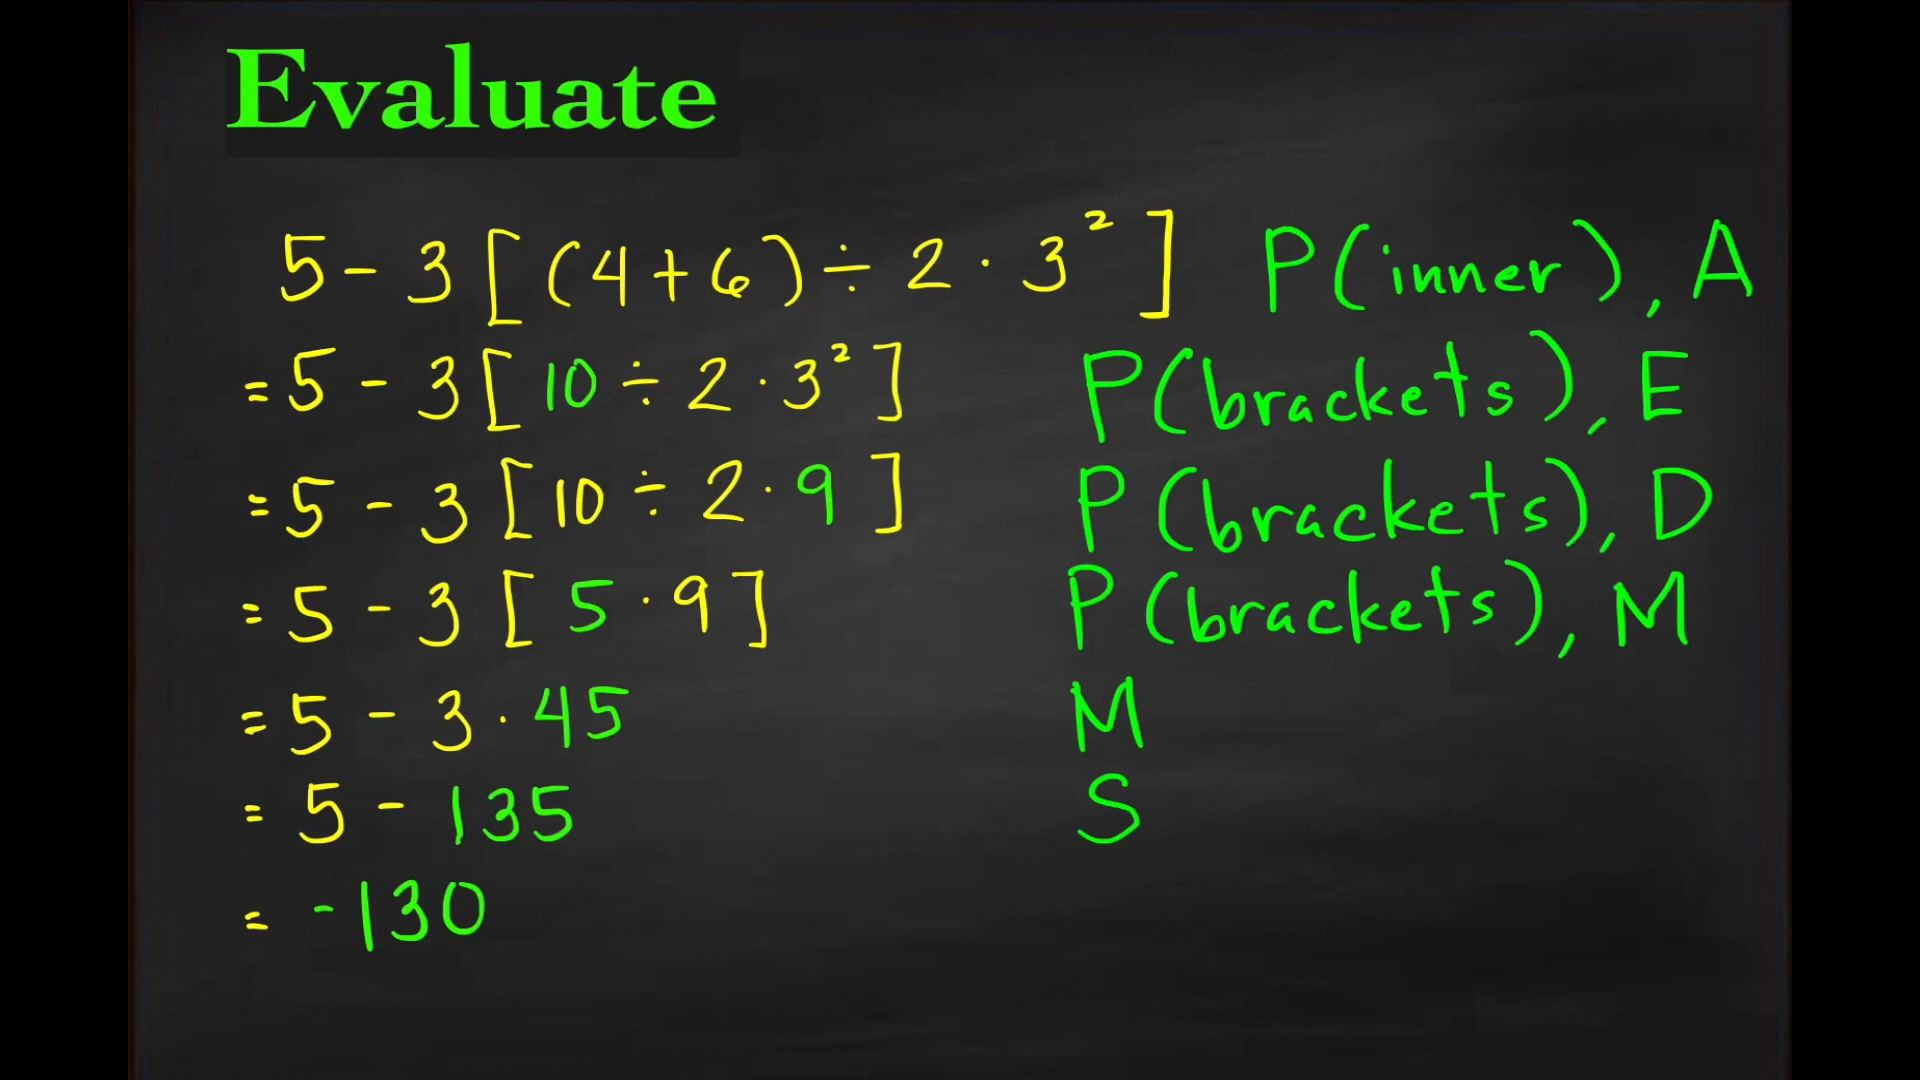 Evaluate
5 - 3 [ (4 + 6) ÷ 2 · 3² ] P(inner), A
= 5 - 3 [ 10 ÷ 2 · 3² ] P(brackets), E
= 5 - 3 [ 10 ÷ 2 · 9 ] P(brackets), D
= 5 - 3 [ 5 · 9 ] P(brackets), M
= 5 - 3 · 45 M
= 5 - 135 S
= -130